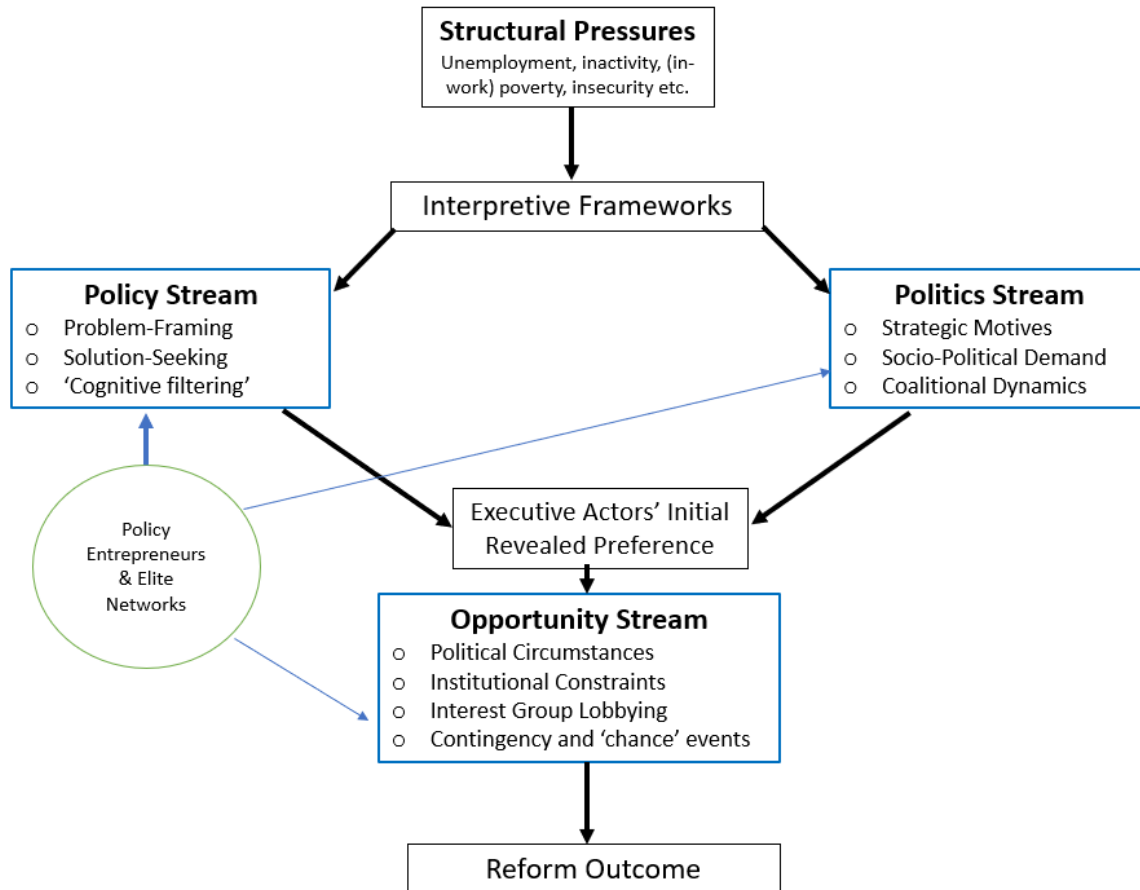 Structural Pressures
Unemployment, inactivity, (in-
work) poverty, insecurity etc.
Interpretive Frameworks
Policy Stream
o Problem-Framing
o Solution-Seeking
o ‘Cognitive filtering’
Politics Stream
o Strategic Motives
o Socio-Political Demand
o Coalitional Dynamics
Policy
Entrepreneurs
& Elite
Networks
Executive Actors’ Initial
Revealed Preference
Opportunity Stream
o Political Circumstances
o Institutional Constraints
o Interest Group Lobbying
o Contingency and ‘chance’ events
Reform Outcome